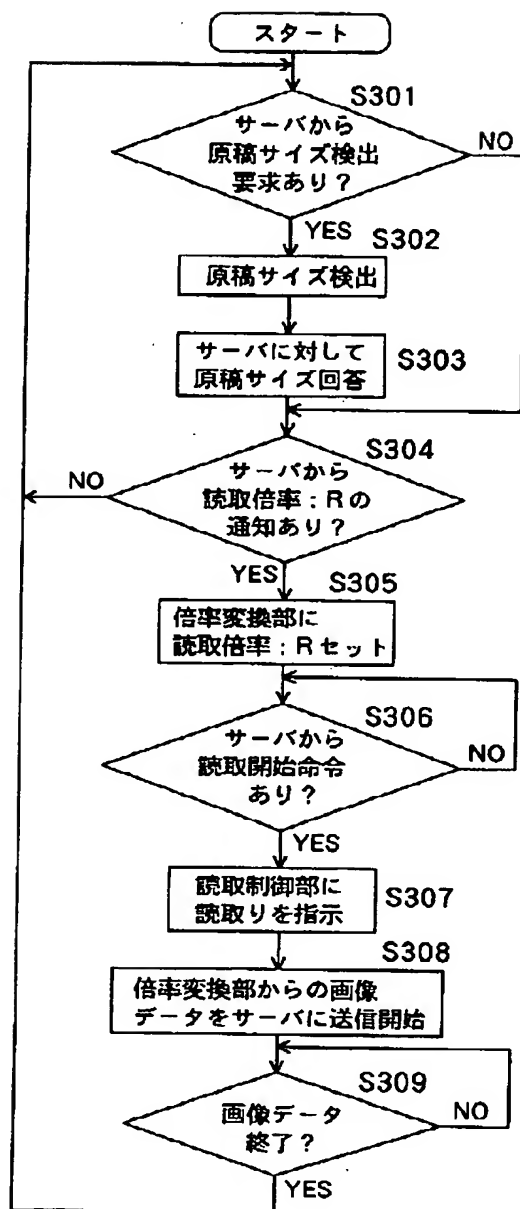 スタート
S301
サーバから
原稿サイズ検出
要求あり？
NO
YES
S302
原稿サイズ検出
サーバに対して
原稿サイズ回答
S303
S304
サーバから
読取倍率：Rの
通知あり？
NO
YES
S305
倍率変換部に
読取倍率：Rセット
S306
サーバから
読取開始命令
あり？
NO
YES
読取制御部に
読取りを指示
S307
S308
倍率変換部からの画像
データをサーバに送信開始
S309
画像データ
終了？
NO
YES